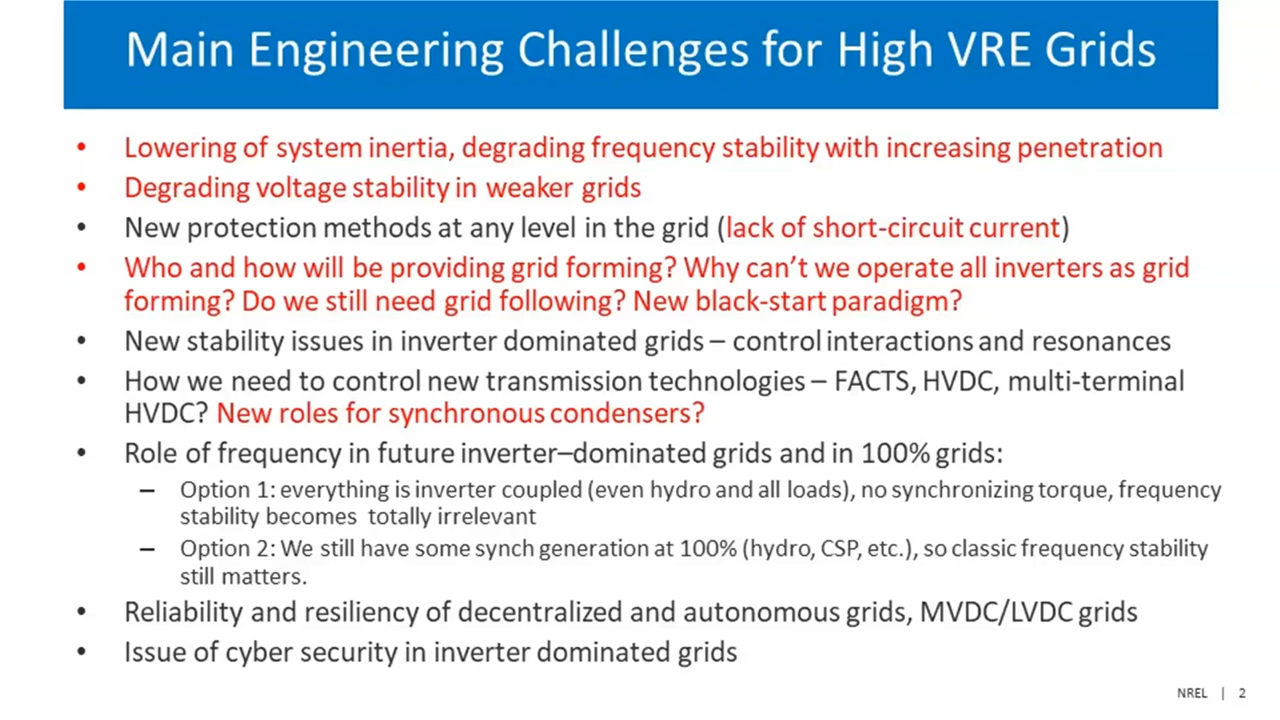 Main Engineering Challenges for High VRE Grids
• Lowering of system inertia, degrading frequency stability with increasing penetration
• Degrading voltage stability in weaker grids
• New protection methods at any level in the grid (lack of short-circuit current)
• Who and how will be providing grid forming? Why can't we operate all inverters as grid
forming? Do we still need grid following? New black-start paradigm?
• New stability issues in inverter dominated grids – control interactions and resonances
• How we need to control new transmission technologies – FACTS, HVDC, multi-terminal
HVDC? New roles for synchronous condensers?
• Role of frequency in future inverter–dominated grids and in 100% grids:
– Option 1: everything is inverter coupled (even hydro and all loads), no synchronizing torque, frequency
stability becomes totally irrelevant
– Option 2: We still have some synch generation at 100% (hydro, CSP, etc.), so classic frequency stability
still matters.
• Reliability and resiliency of decentralized and autonomous grids, MVDC/LVDC grids
• Issue of cyber security in inverter dominated grids
NREL | 2